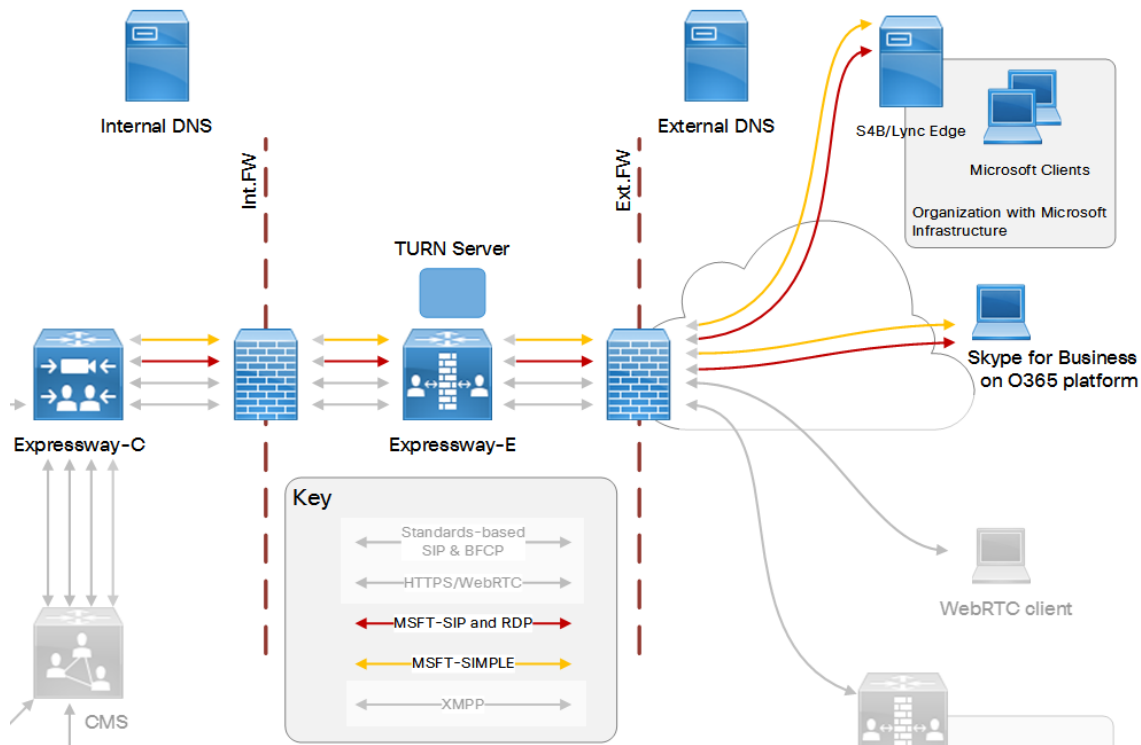 Internal DNS
External DNS
S4B/Lync Edge
Microsoft Clients
Organization with Microsoft
Infrastructure
Int.FW
Ext.FW
TURN Server
Skype for Business
on O365 platform
Expressway-C
Expressway-E
Key
Standards-based
SIP & BFCP
HTTPS/WebRTC
MSFT-SIP and RDP
MSFT-SIMPLE
XMPP
WebRTC client
CMS